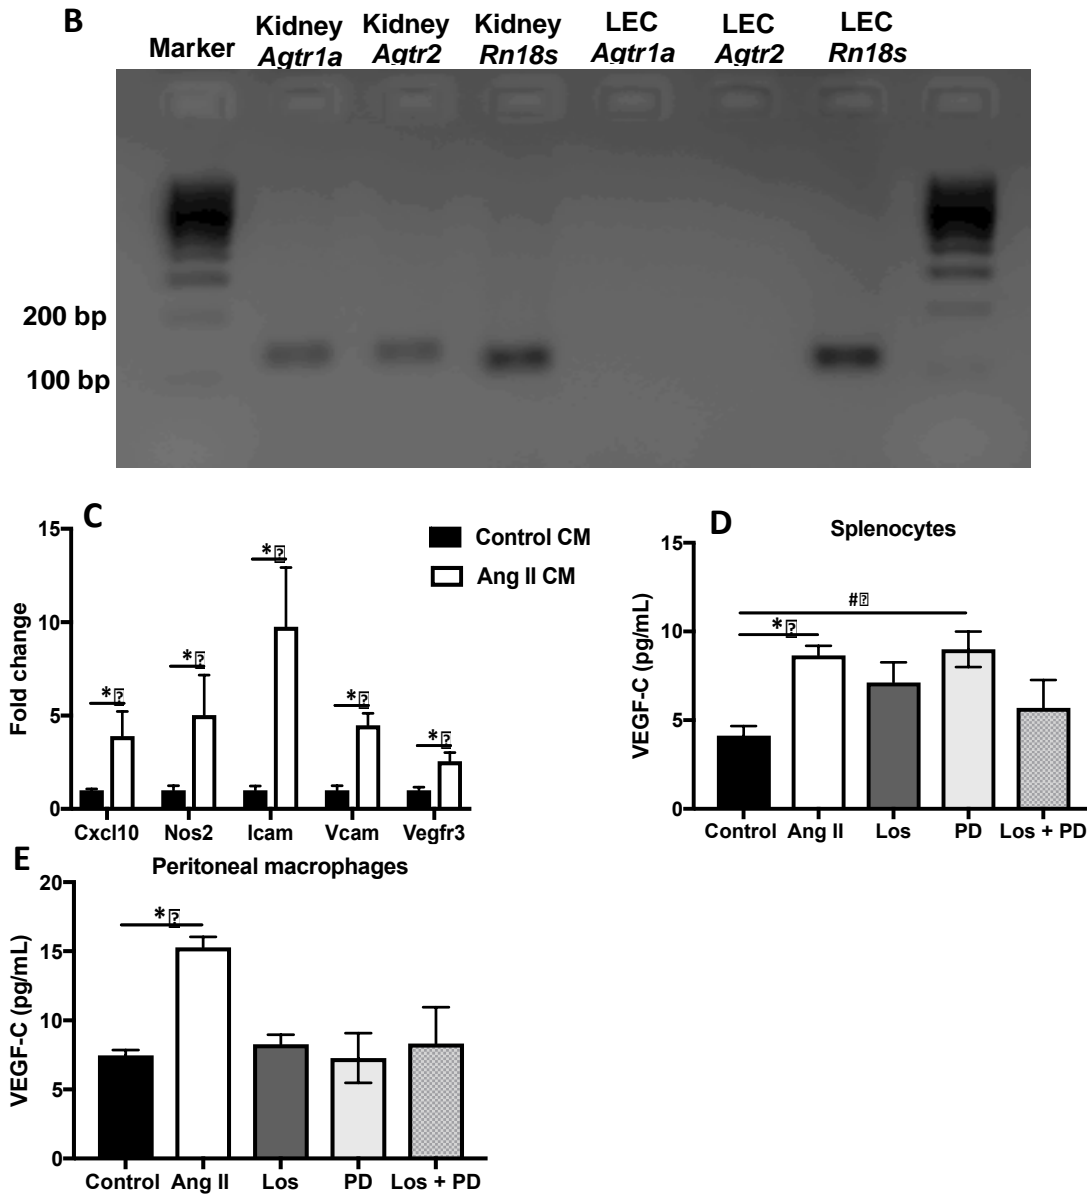 B
Marker Kidney Kidney Kidney LEC LEC LEC
Agtr1a Agtr2 Rn18s Agtr1a Agtr2 Rn18s
200 bp
100 bp
C
15
10
5
0
Fold change
* * * * *
Cxcl10 Nos2 Icam Vcam Vegfr3
Control CM
Ang II CM
D
Splenocytes
15
10
5
0
VEGF-C (pg/mL)
#
*
Control Ang II Los PD Los + PD
E
Peritoneal macrophages
20
15
10
5
0
VEGF-C (pg/mL)
*
Control Ang II Los PD Los + PD